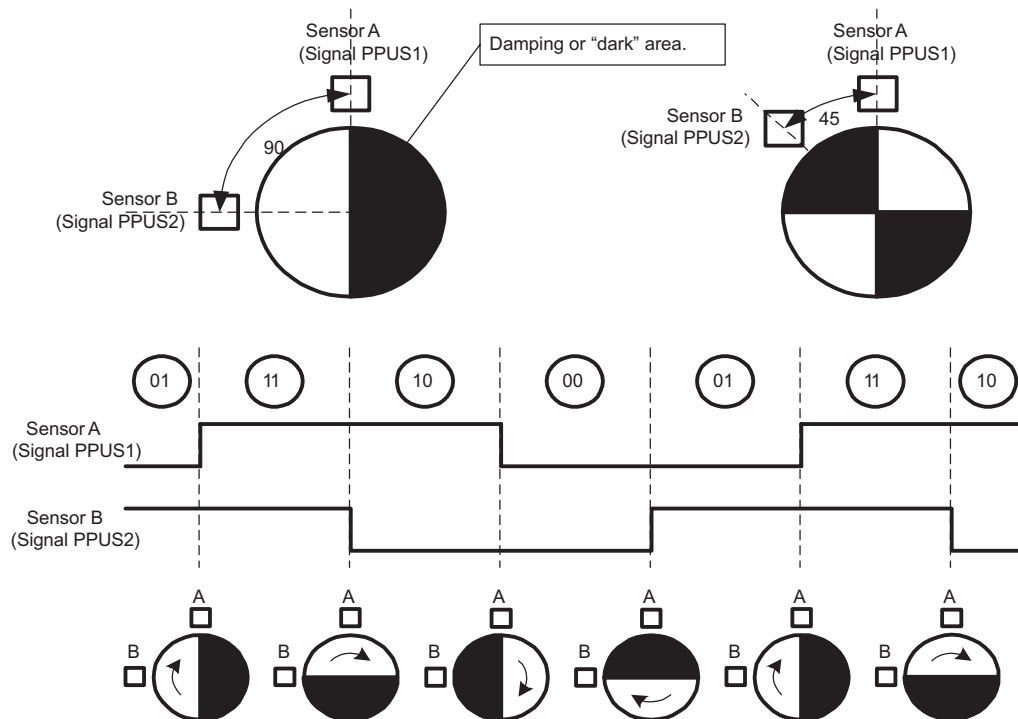 Sensor A
(Signal PPUS1)
Damping or “dark” area.
Sensor A
(Signal PPUS1)
Sensor B
(Signal PPUS2)
45
90
Sensor B
(Signal PPUS2)
01
11
10
00
01
11
10
Sensor A
(Signal PPUS1)
Sensor B
(Signal PPUS2)
A
A
A
A
A
A
B
B
B
B
B
B